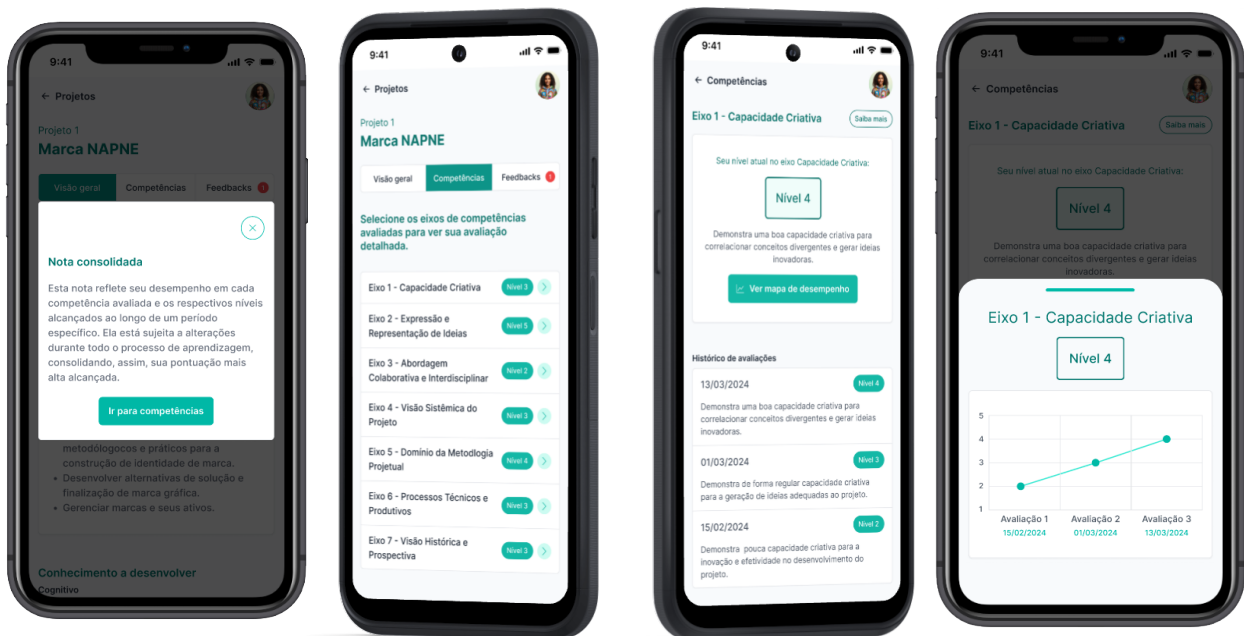 9:41
← Projetos
Projeto 1
Marca NAPNE
Visão geral
Competências
Feedbacks 1
Nota consolidada
Esta nota reflete seu desempenho em cada
competência avaliada e os respectivos níveis
alcançados ao longo de um período
específico. Ela está sujeita a alterações
durante todo o processo de aprendizagem,
consolidando, assim, sua pontuação mais
alta alcançada.
Ir para competências
metodólogocos e práticos para a
construção de identidade de marca.
• Desenvolver alternativas de solução e
finalização de marca gráfica.
• Gerenciar marcas e seus ativos.
Conhecimento a desenvolver
Cognitivo
9:41
← Projetos
Projeto 1
Marca NAPNE
Visão geral
Competências
Feedbacks 1
Selecione os eixos de competências
avaliadas para ver sua avaliação
detalhada.
Eixo 1 - Capacidade Criativa
Nível 3
Eixo 2 - Expressão e
Representação de Ideias
Nível 5
Eixo 3 - Abordagem
Colaborativa e Interdisciplinar
Nível 2
Eixo 4 - Visão Sistêmica do
Projeto
Nível 3
Eixo 5 - Domínio da Metodlogia
Projetual
Nível 4
Eixo 6 - Processos Técnicos e
Produtivos
Nível 3
Eixo 7 - Visão Histórica e
Prospectiva
Nível 3
9:41
← Competências
Eixo 1 - Capacidade Criativa
Saiba mais
Seu nível atual no eixo Capacidade Criativa:
Nível 4
Demonstra uma boa capacidade criativa para
correlacionar conceitos divergentes e gerar ideias
inovadoras.
Ver mapa de desempenho
Histórico de avaliações
13/03/2024
Nível 4
Demonstra uma boa capacidade criativa para
correlacionar conceitos divergentes e gerar ideias
inovadoras.
01/03/2024
Nível 3
Demonstra de forma regular capacidade criativa
para a geração de ideias adequadas ao projeto.
15/02/2024
Nível 2
Demonstra pouca capacidade criativa para a
inovação e efetividade no desenvolvimento do
projeto.
9:41
← Competências
Eixo 1 - Capacidade Criativa
Saiba mais
Seu nível atual no eixo Capacidade Criativa:
Nível 4
Demonstra uma boa capacidade criativa para
correlacionar conceitos divergentes e gerar ideias
inovadoras.
Eixo 1 - Capacidade Criativa
Nível 4
5
4
3
2
1
Avaliação 1
15/02/2024
Avaliação 2
01/03/2024
Avaliação 3
13/03/2024